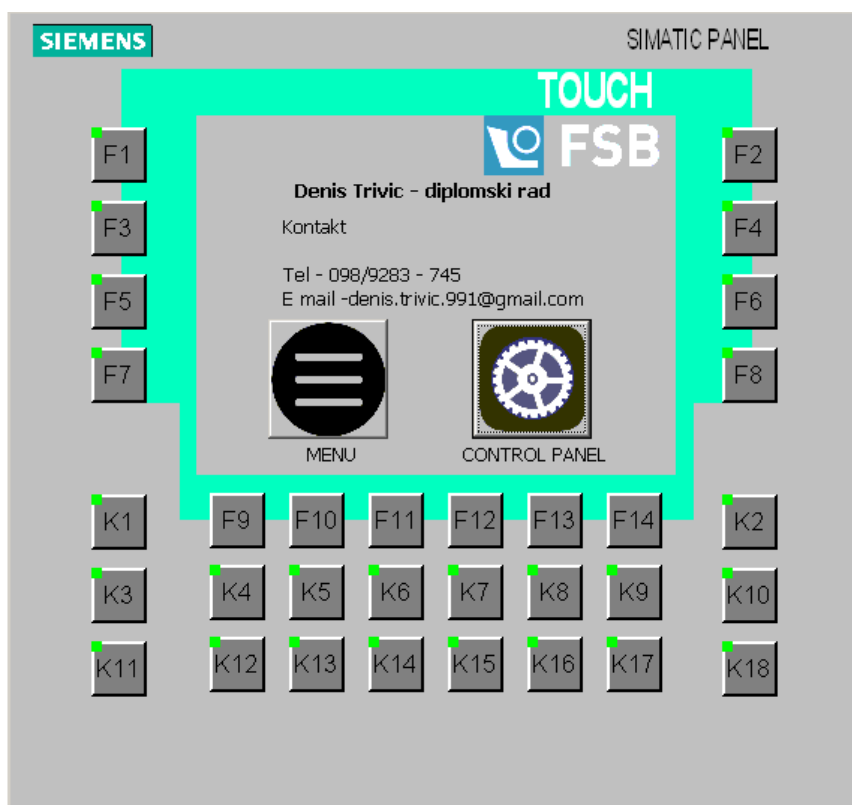 SIEMENS SIMATIC PANEL
TOUCH
FSB
F1 F2
Denis Trivic - diplomski rad
F3 Kontakt F4
Tel - 098/9283 - 745
F5 E mail -denis.trivic.991@gmail.com F6
F7 F8
MENU CONTROL PANEL
K1 F9 F10 F11 F12 F13 F14 K2
K3 K4 K5 K6 K7 K8 K9 K10
K11 K12 K13 K14 K15 K16 K17 K18